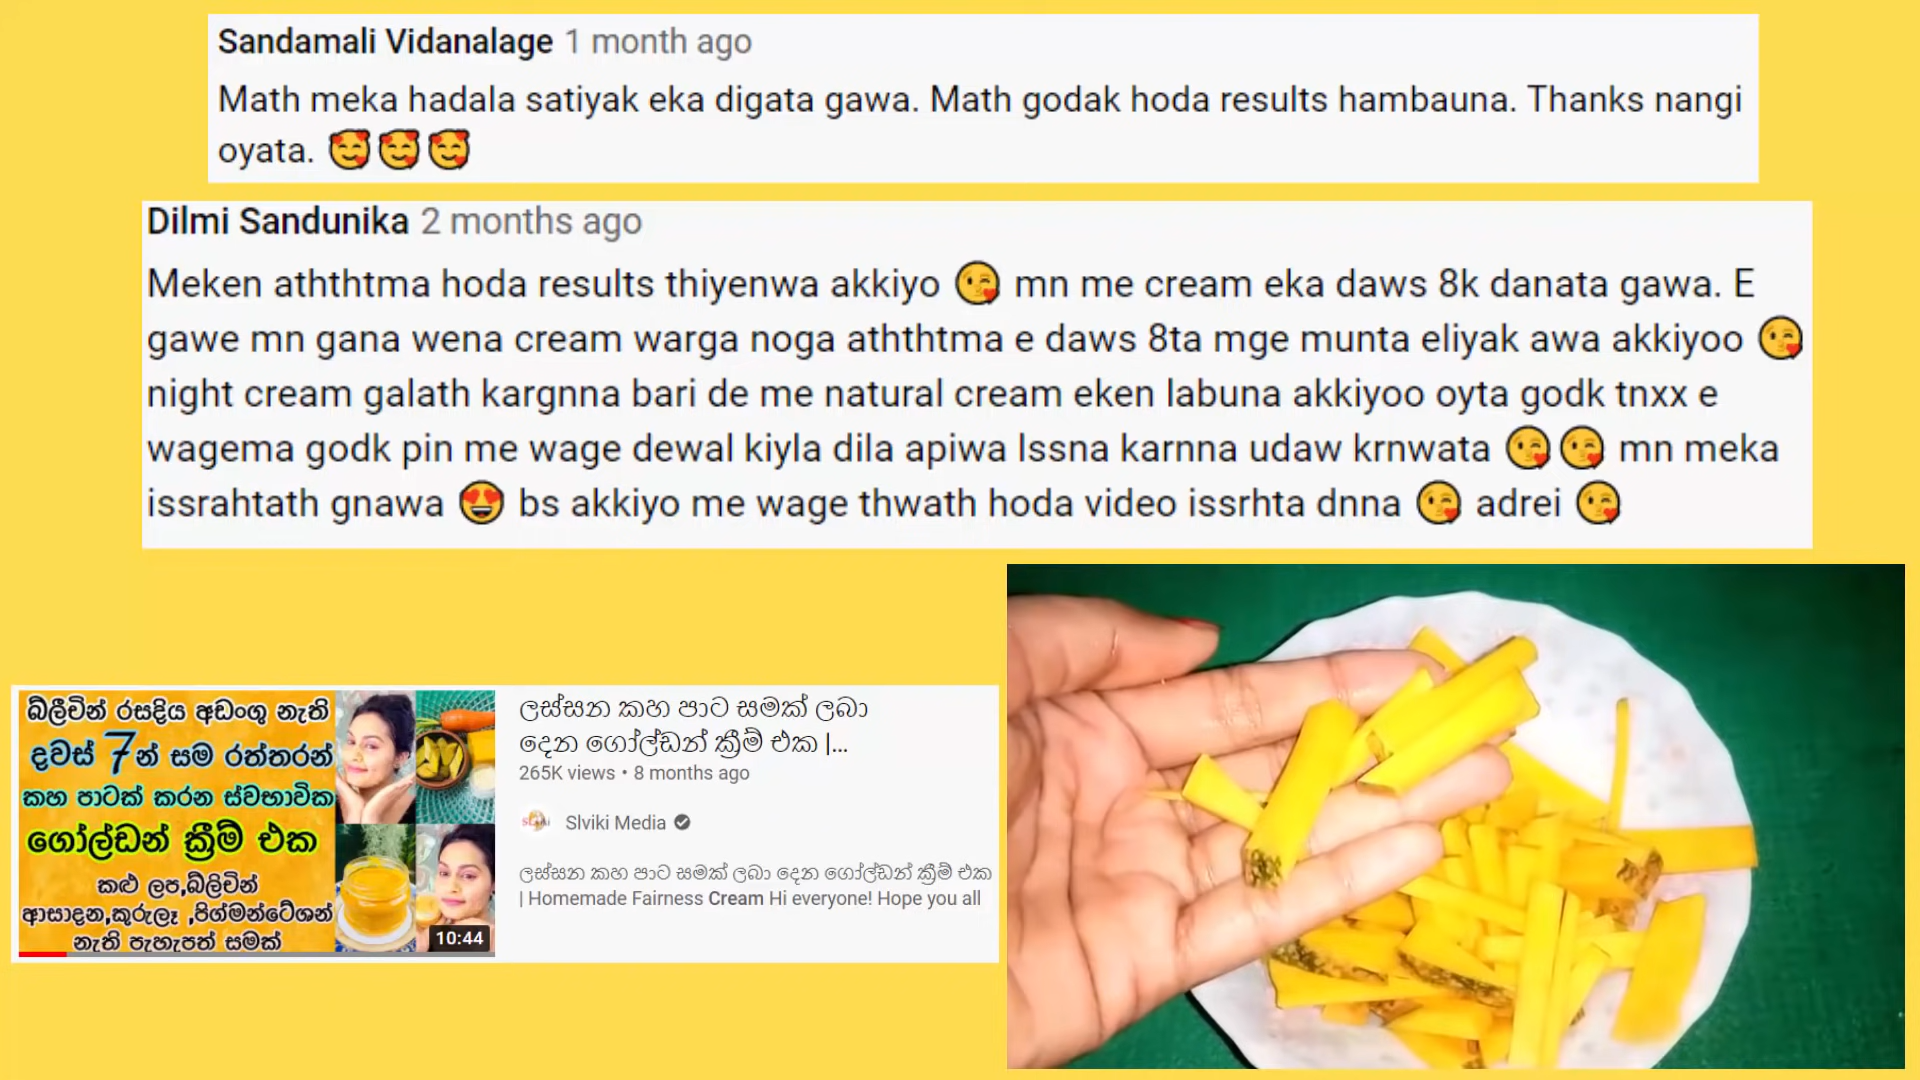 Sandamali Vidanalage 1 month ago
Math meka hadala satiyak eka digata gawa. Math godak hoda results hambauna. Thanks nangi
oyata. 🥰🥰🥰
Dilmi Sandunika 2 months ago
Meken aththtma hoda results thiyenwa akkiyo 😘 mn me cream eka daws 8k danata gawa. E
gawe mn gana wena cream warga noga aththtma e daws 8ta mge munta eliyak awa akkiyoo 😘
night cream galath kargnna bari de me natural cream eken labuna akkiyoo oyta godk tnxx e
wagema godk pin me wage dewal kiyla dila apiwa lssna karnna udaw krnwata 😘😘 mn meka
issrahtath gnawa 😍 bs akkiyo me wage thwath hoda video issrhta dnna 😘 adrei 😘
බ්ලීචින් රසදිය අඩංගු නැති
දවස් 7න් සම රත්තරන්
කහ පාටක් කරන ස්වභාවික
ගෝල්ඩන් ක්‍රීම් එක
කළු ලප,බ්ලිචින්
ආසාදන,කුරුලෑ ,පිග්මන්ටේශන්
නැති පැහැපත් සමක්
10:44
ලස්සන කහ පාට සමක් ලබා
දෙන ගෝල්ඩන් ක්‍රීම් එක |...
265K views • 8 months ago
Slviki Media
ලස්සන කහ පාට සමක් ලබා දෙන ගෝල්ඩන් ක්‍රීම් එක
| Homemade Fairness Cream Hi everyone! Hope you all